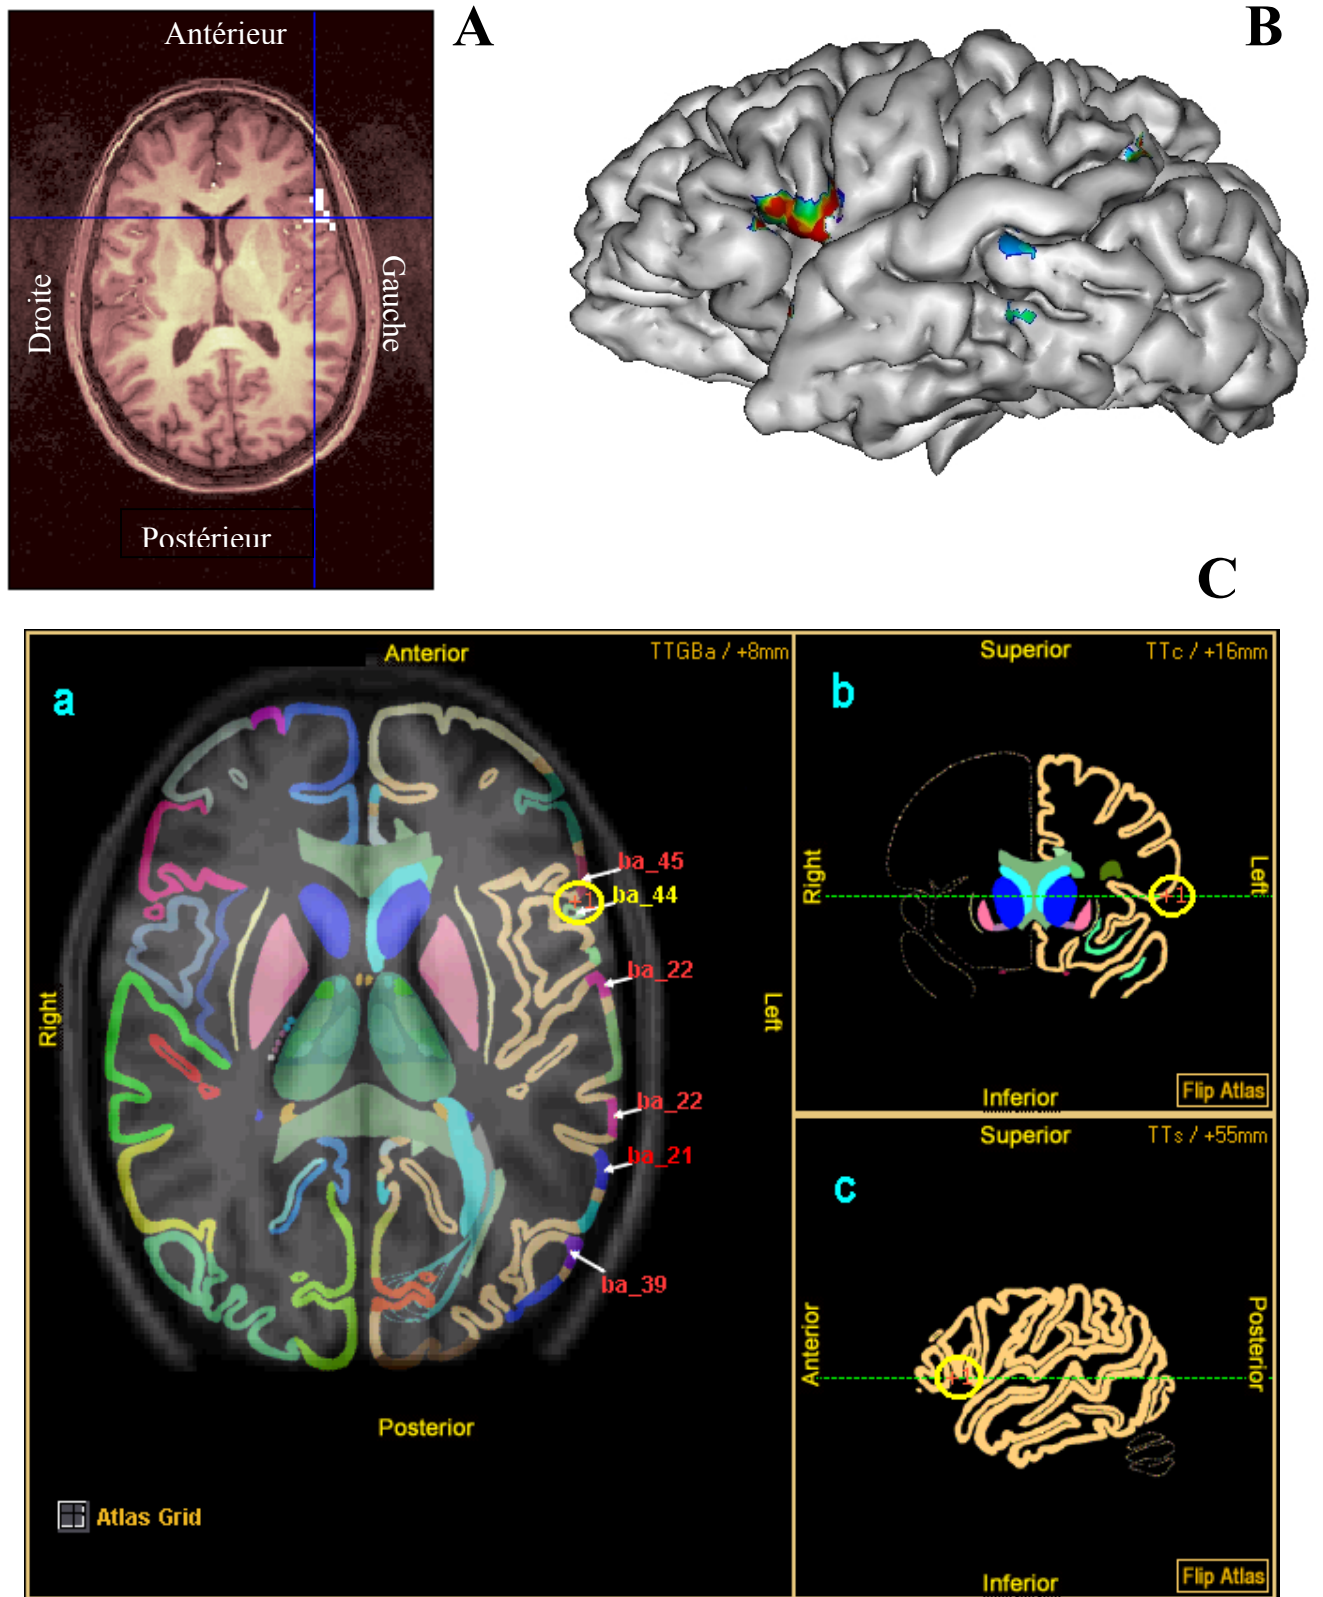 Antérieur
A
B
Droite
Gauche
Postérieur
C
Anterior
TTGBa / +8mm
a
ba_45
+1
ba_44
ba_22
Right
Left
ba_22
ba_21
ba_39
Posterior
Atlas Grid
Superior
TTc / +16mm
b
Right
Left
+1
Inferior
Flip Atlas
Superior
TTs / +55mm
c
Anterior
Posterior
+1
Inferior
Flip Atlas